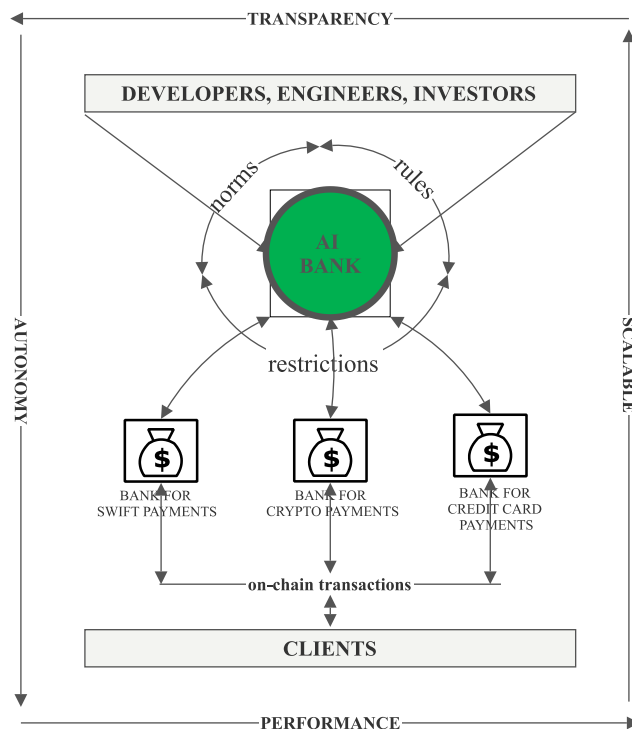 TRANSPARENCY
DEVELOPERS, ENGINEERS, INVESTORS
norms
rules
AI
BANK
AUTONOMY
SCALABLE
restrictions
$
$
$
BANK FOR
SWIFT PAYMENTS
BANK FOR
CRYPTO PAYMENTS
BANK FOR
CREDIT CARD
PAYMENTS
on-chain transactions
CLIENTS
PERFORMANCE